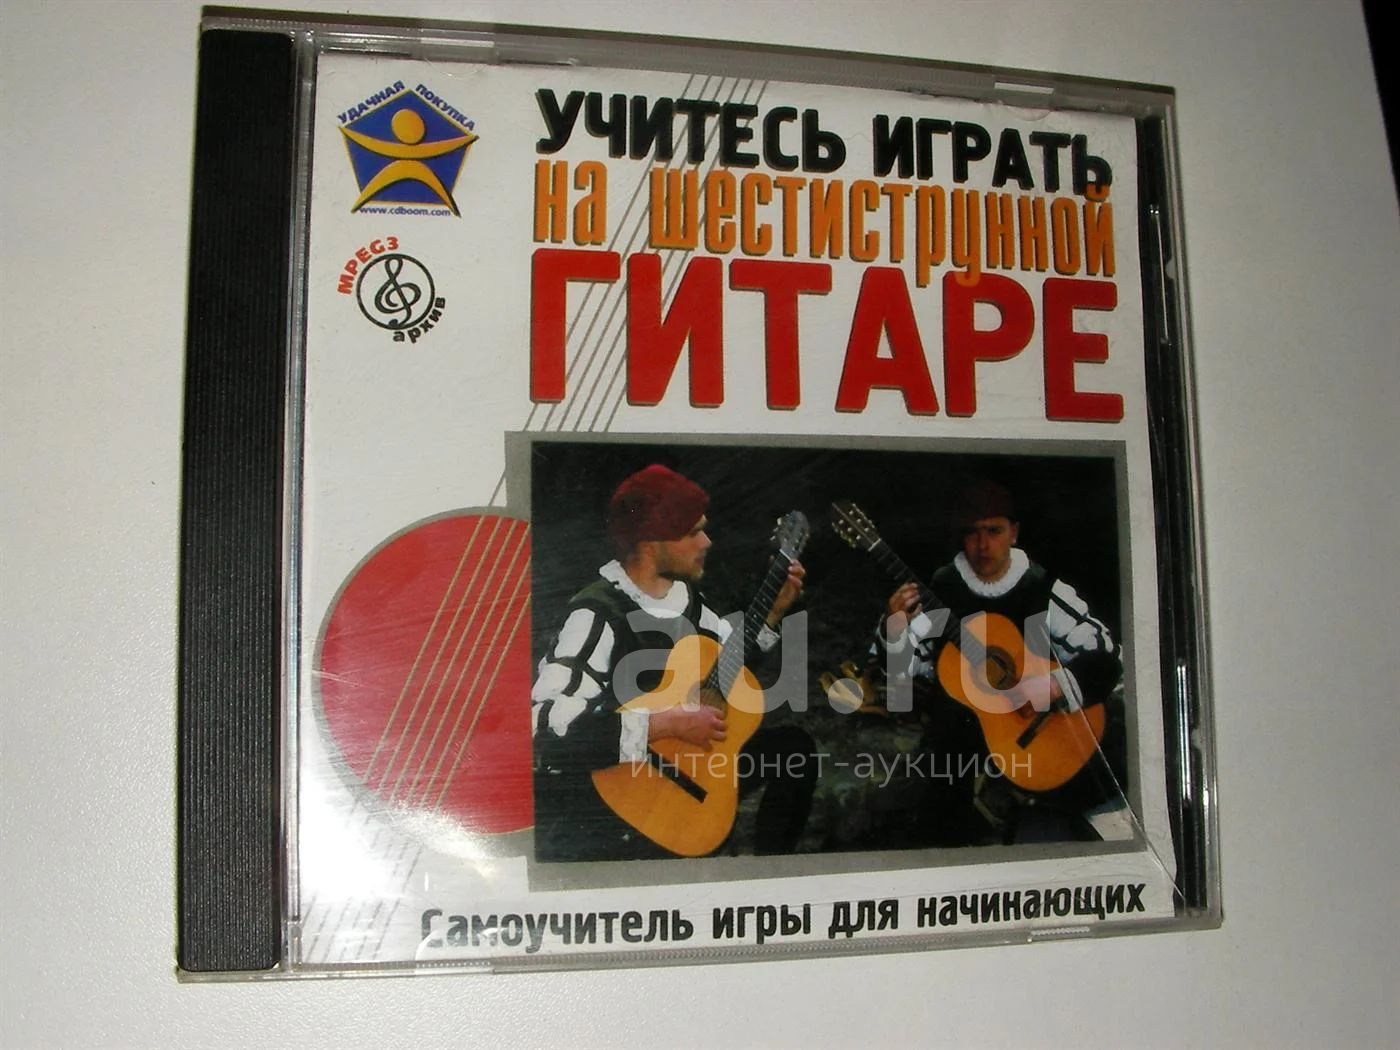 УДАЧНАЯ ПОКУПКА
www.cdboom.com
MPEG3
архив
УЧИТЕСЬ ИГРАТЬ
на шестиструнной
ГИТАРЕ
au.ru
интернет-аукцион
Самоучитель игры для начинающих